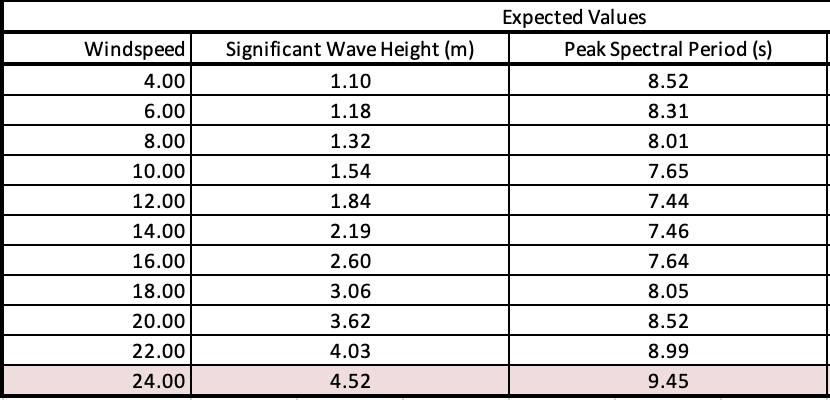 Expected Values
Windspeed Significant Wave Height (m) Peak Spectral Period (s)
4.00 1.10 8.52
6.00 1.18 8.31
8.00 1.32 8.01
10.00 1.54 7.65
12.00 1.84 7.44
14.00 2.19 7.46
16.00 2.60 7.64
18.00 3.06 8.05
20.00 3.62 8.52
22.00 4.03 8.99
24.00 4.52 9.45